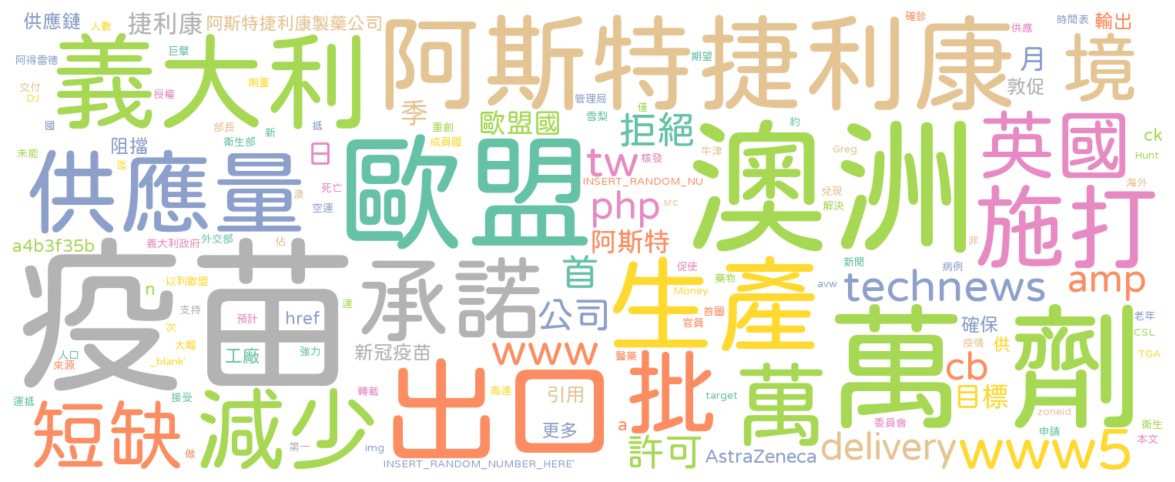 供應鏈 人數 捷利康 阿斯特捷利康製藥公司 確診 時間表 輸出
義大利 阿斯特捷利康 供應 月 境
阿得雷德 巨擘 期望 敦促
交付 DJ 授權 劑量 季 管理局 雪梨 僅
國 部長 衛生部 新 抵 重創 成員國 歐盟國 拒絕 約 英國 ck
未能 阻擋 日 歐盟 牛津 Greg 澳洲 Hunt
供應量 迄 tw 核發 施打
死亡 INSERT_RANDOM_NU 海外
澳 空運 php src 兌現
a4b3f35b 義大利政府 外交部 佔 阿斯特 解決 非
疫苗 承諾 首 生產 促使 新聞 病例
n 以利歐盟 藥物 avw technews amp
支持 達 公司 Money 首圖 萬劑 老年
次 預計 href 官員 確保 CSL
大幅 _blank' 工廠 強力 新冠疫苗 www 醫藥 疫情 供 TGA
人口 來源 cb
運抵 接受 轉載 出口 高達 引用 批 target 萬 目標
短缺 減少 a zoneid 委員會 衛生
做 第一 更多 許可 delivery 申請 本文
img AstraZeneca www5
INSERT_RANDOM_NUMBER_HERE'